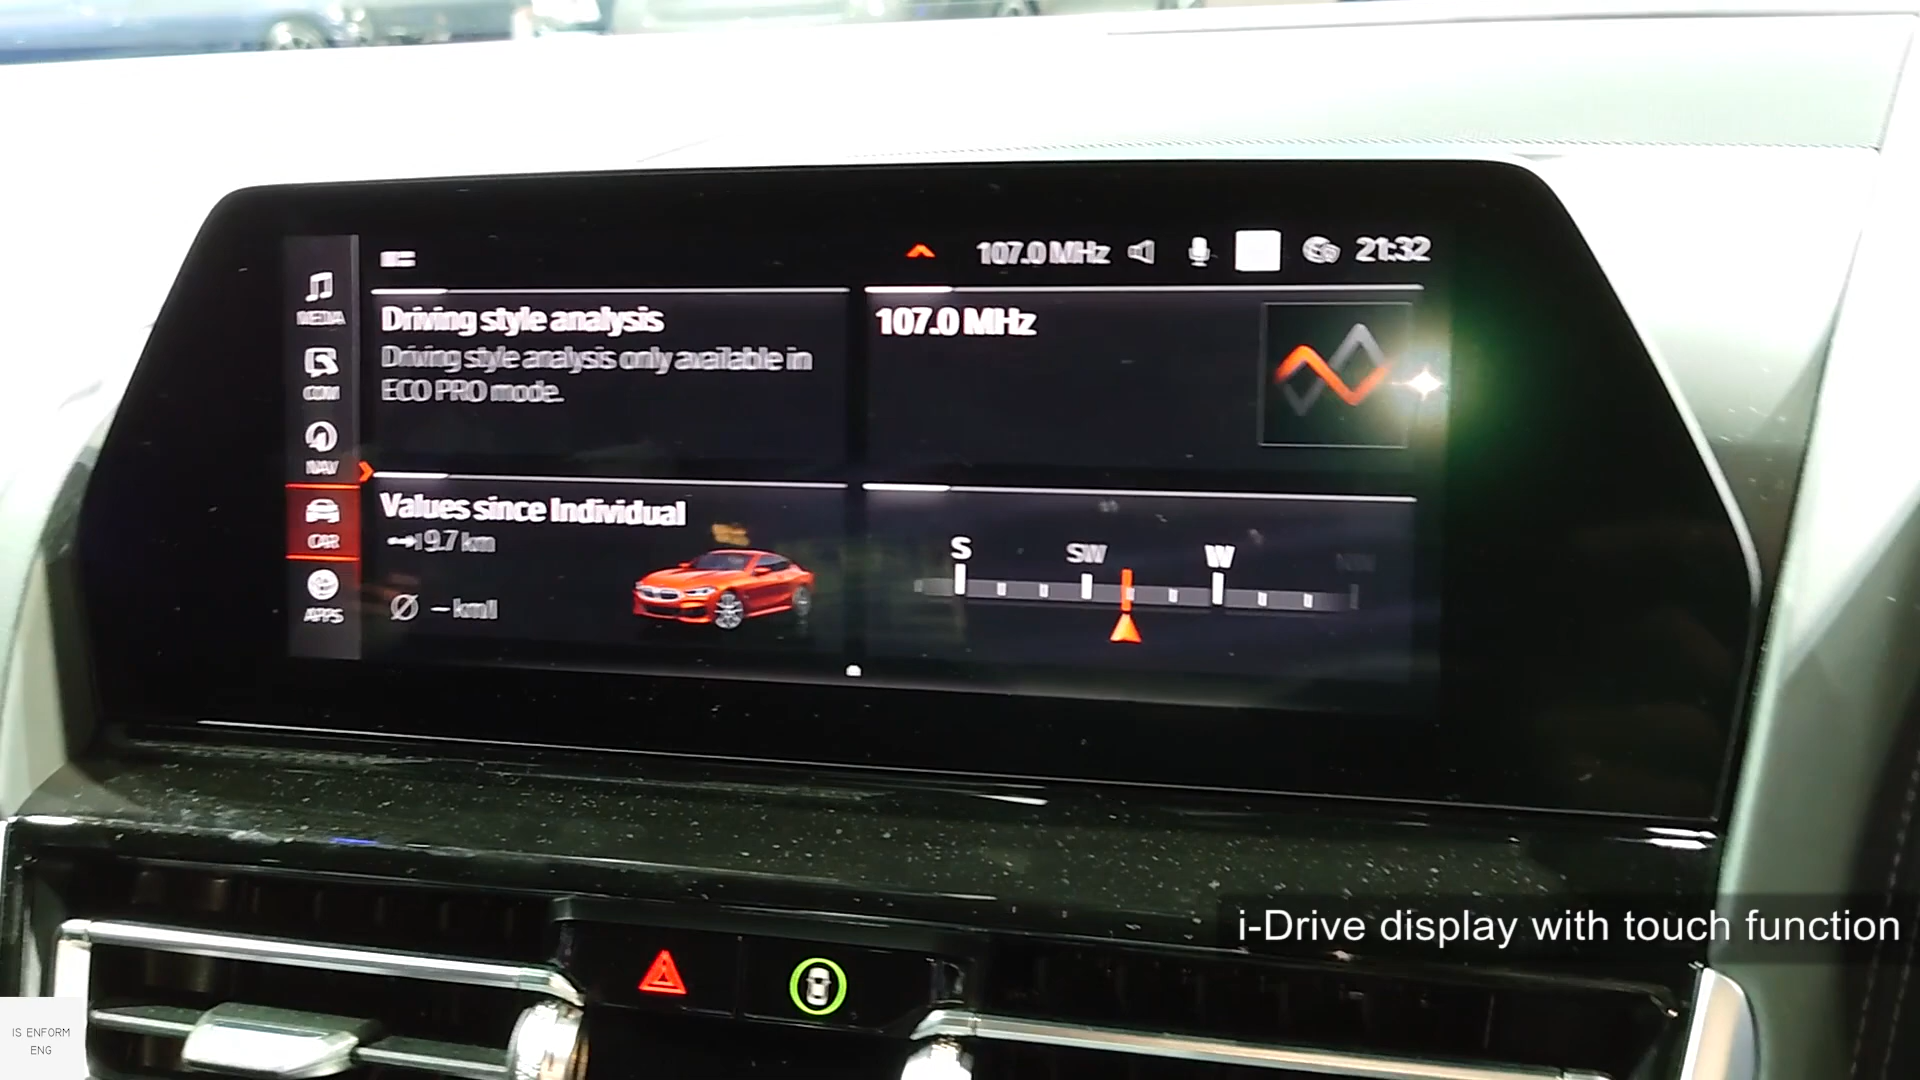 107.0 MHz 21:32
MEDIA
COM
NAV
CAR
APPS
Driving style analysis
Driving style analysis only available in
ECO PRO mode.
107.0 MHz
Values since Individual
9.7 km
Ø – km/l
S SW W NW
i-Drive display with touch function
IS ENFORM
ENG